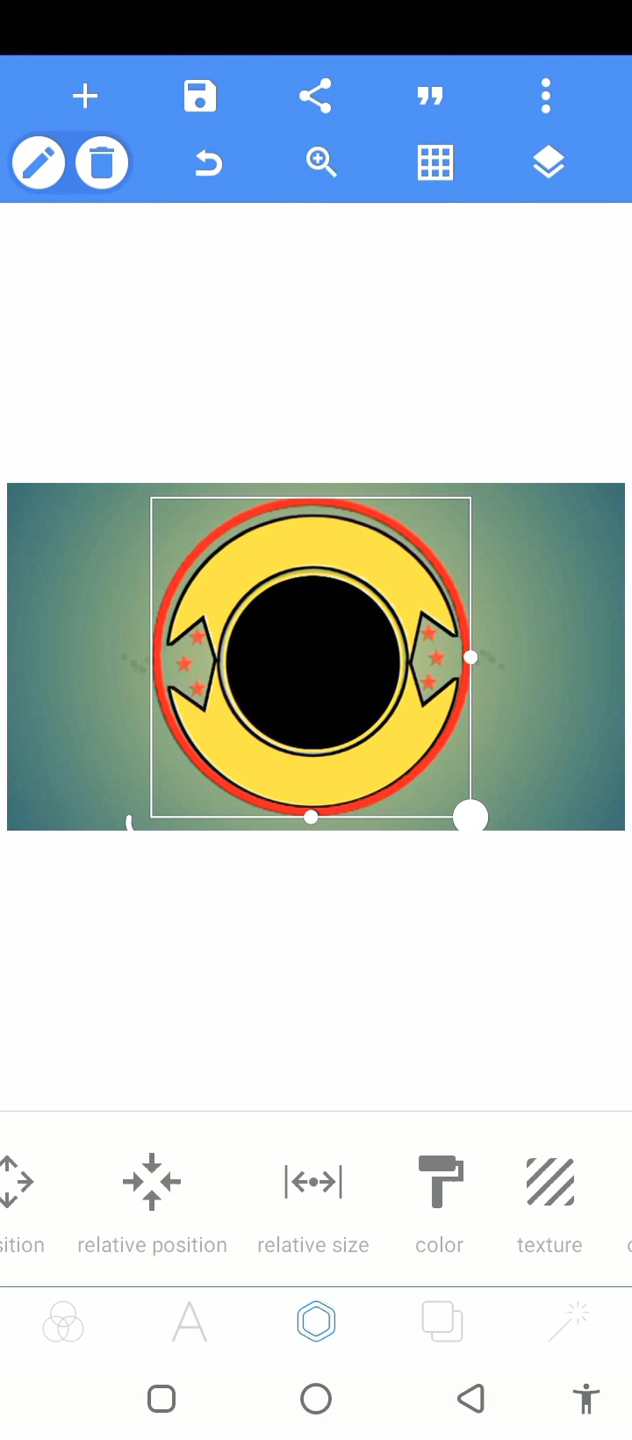 sition
relative position
relative size
color
texture